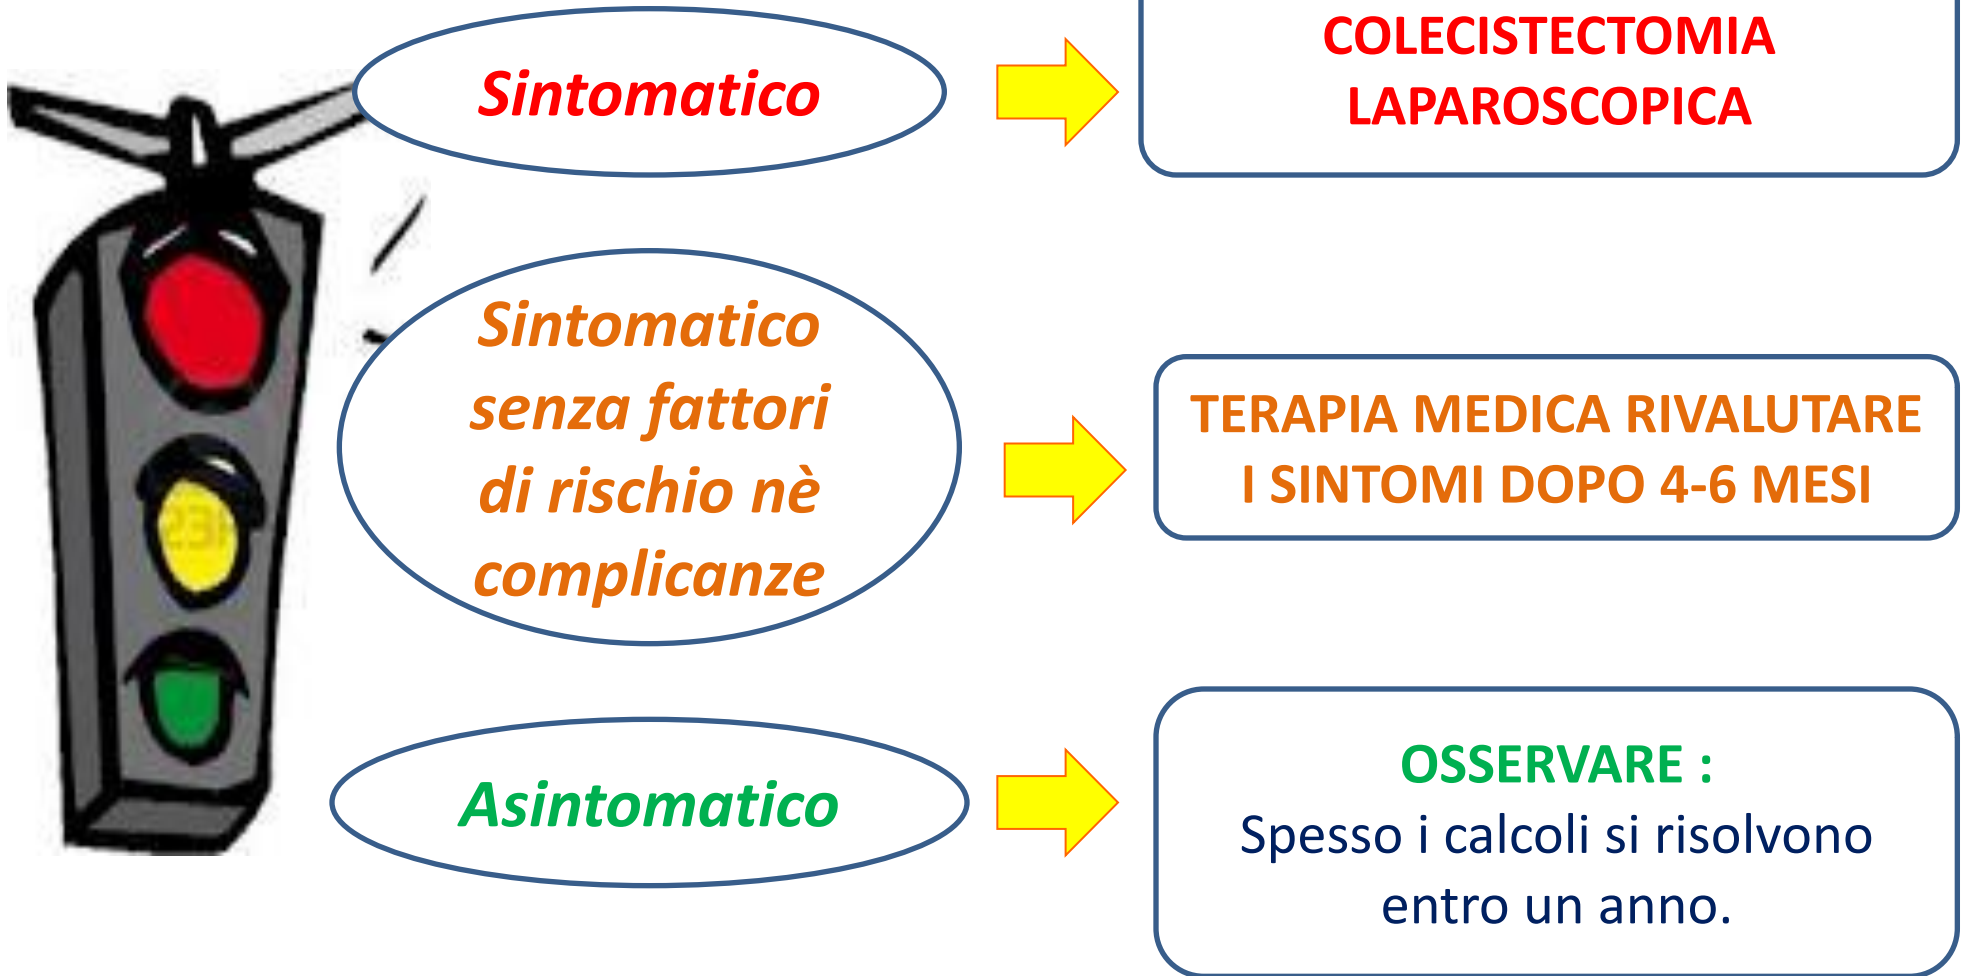 Sintomatico
COLECISTECTOMIA
LAPAROSCOPICA
Sintomatico
senza fattori
di rischio nè
complicanze
TERAPIA MEDICA RIVALUTARE
I SINTOMI DOPO 4-6 MESI
Asintomatico
OSSERVARE :
Spesso i calcoli si risolvono
entro un anno.